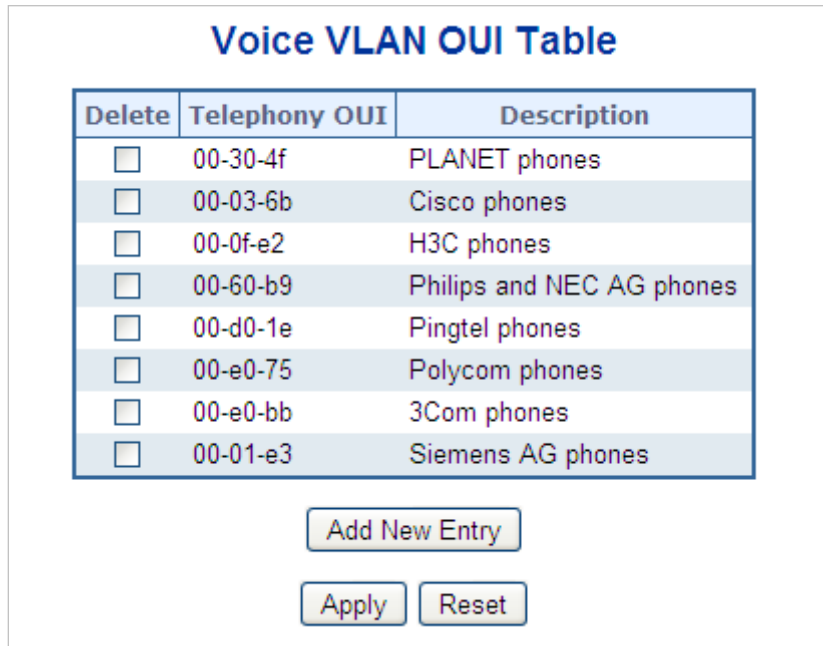 Voice VLAN OUI Table
Delete Telephony OUI Description
00-30-4f PLANET phones
00-03-6b Cisco phones
00-0f-e2 H3C phones
00-60-b9 Philips and NEC AG phones
00-d0-1e Pingtel phones
00-e0-75 Polycom phones
00-e0-bb 3Com phones
00-01-e3 Siemens AG phones
Add New Entry
Apply Reset